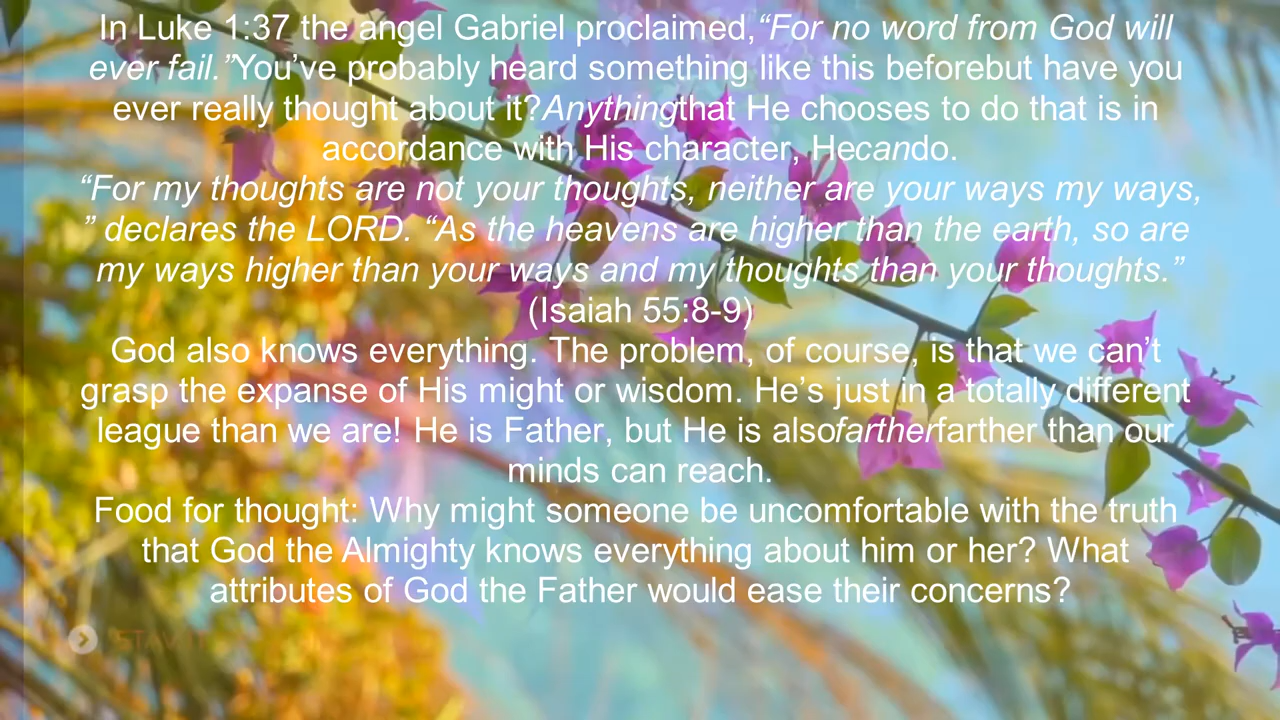 In Luke 1:37 the angel Gabriel proclaimed,“For no word from God will
ever fail.”You’ve probably heard something like this beforebut have you
ever really thought about it?Anythingthat He chooses to do that is in
accordance with His character, Hecando.
“For my thoughts are not your thoughts, neither are your ways my ways,
” declares the LORD. “As the heavens are higher than the earth, so are
my ways higher than your ways and my thoughts than your thoughts.”
(Isaiah 55:8-9)
God also knows everything. The problem, of course, is that we can’t
grasp the expanse of His might or wisdom. He’s just in a totally different
league than we are! He is Father, but He is alsofartherfarther than our
minds can reach.
Food for thought: Why might someone be uncomfortable with the truth
that God the Almighty knows everything about him or her? What
attributes of God the Father would ease their concerns?